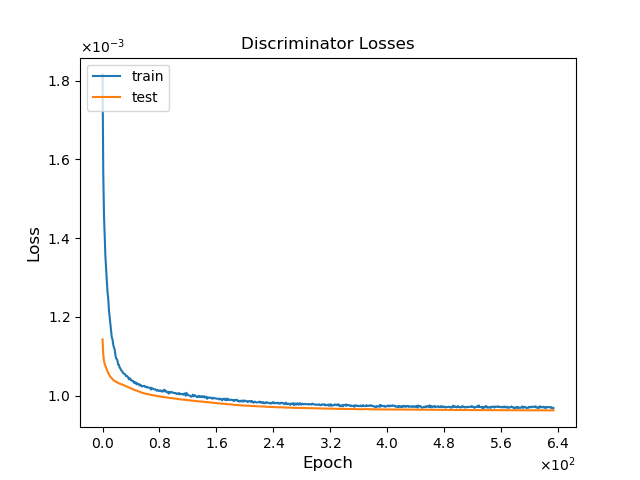 Discriminator Losses
×10⁻³
train
test
1.8
1.6
1.4
1.2
1.0
Loss
0.0 0.8 1.6 2.4 3.2 4.0 4.8 5.6 6.4
Epoch
×10²